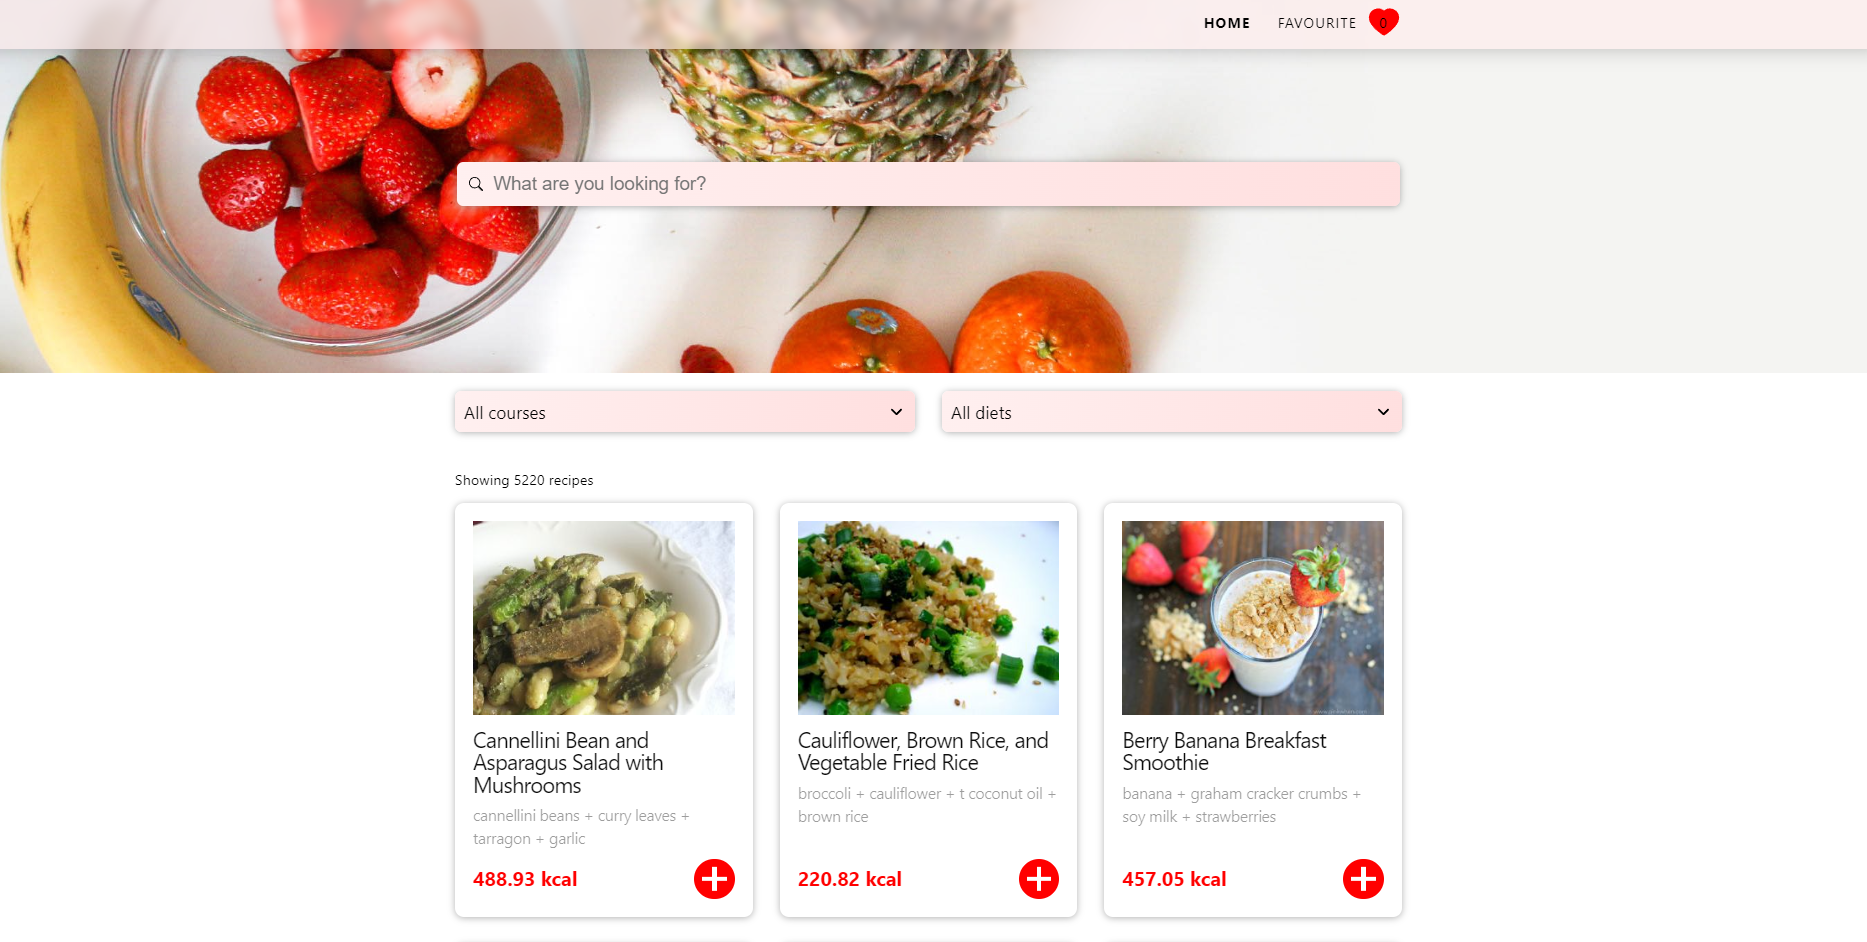 HOME FAVOURITE 0
What are you looking for?
All courses
All diets
Showing 5220 recipes
Cannellini Bean and
Asparagus Salad with
Mushrooms
cannellini beans + curry leaves +
tarragon + garlic
488.93 kcal
Cauliflower, Brown Rice, and
Vegetable Fried Rice
broccoli + cauliflower + t coconut oil +
brown rice
220.82 kcal
Berry Banana Breakfast
Smoothie
banana + graham cracker crumbs +
soy milk + strawberries
457.05 kcal